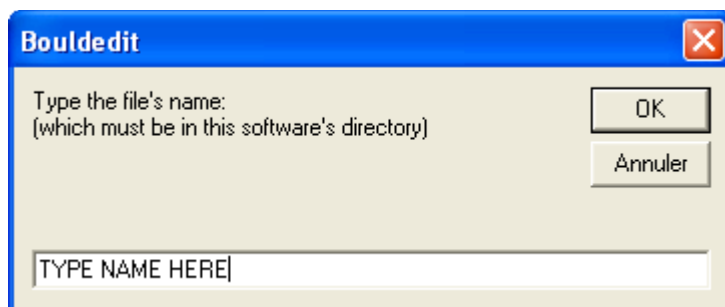 Bouldedit
Type the file's name:
(which must be in this software's directory)
OK
Annuler
TYPE NAME HERE